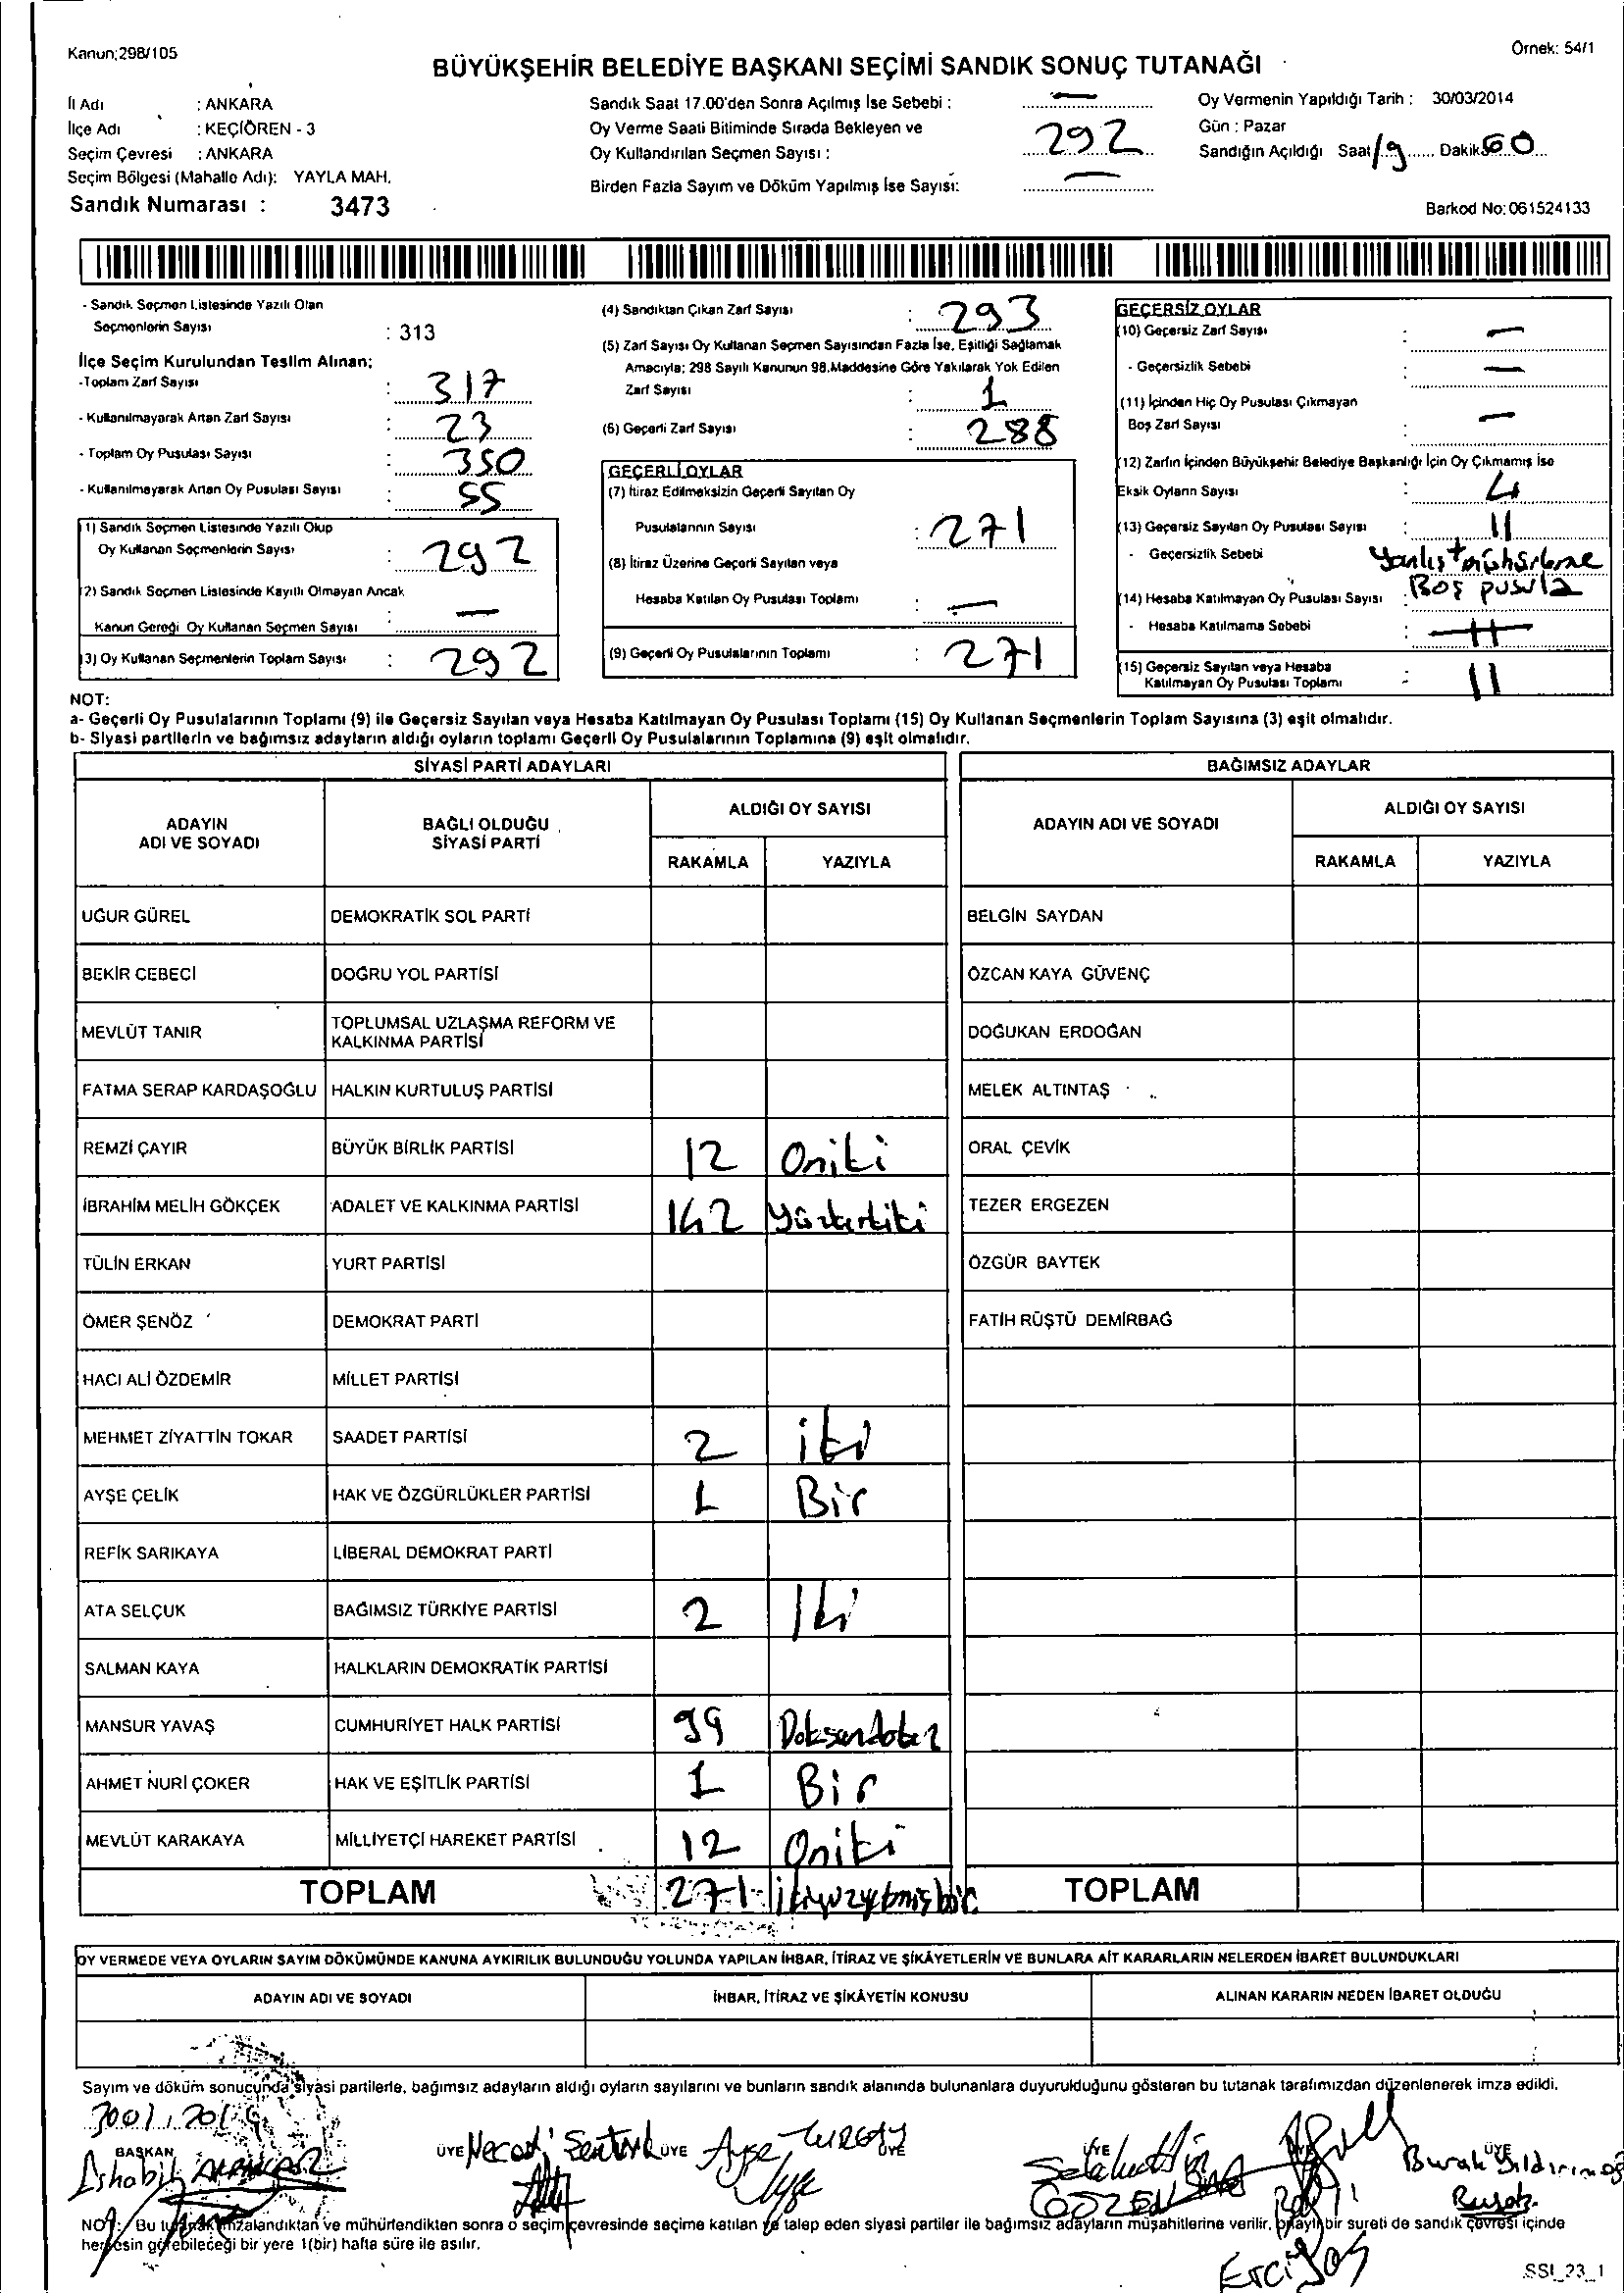 Kanun;298/105
Örnek: 54/1
BÜYÜKŞEHİR BELEDİYE BAŞKANI SEÇİMİ SANDIK SONUÇ TUTANAĞI
İl Adı : ANKARA
İlçe Adı : KEÇİÖREN - 3
Seçim Çevresi : ANKARA
Seçim Bölgesi (Mahalle Adı): YAYLA MAH.
Sandık Numarası : 3473
Sandık Saat 17.00'den Sonra Açılmış İse Sebebi : —
Oy Verme Saati Bitiminde Sırada Bekleyen ve
Oy Kullandırılan Seçmen Sayısı : 292
Birden Fazla Sayım ve Döküm Yapılmış İse Sayısı: —
Oy Vermenin Yapıldığı Tarih : 30/03/2014
Gün : Pazar
Sandığın Açıldığı Saat 19 Dakika 60
Barkod No: 061524133
- Sandık Seçmen Listesinde Yazılı Olan
Seçmenlerin Sayısı : 313
İlçe Seçim Kurulundan Teslim Alınan:
-Toplam Zarf Sayısı : 317
- Kullanılmayarak Artan Zarf Sayısı : 23
- Toplam Oy Pusulası Sayısı : 350
- Kullanılmayarak Artan Oy Pusulası Sayısı : 55
(1) Sandık Seçmen Listesinde Yazılı Olup
Oy Kullanan Seçmenlerin Sayısı : 292
(2) Sandık Seçmen Listesinde Kayıtlı Olmayan Ancak
Kanun Gereği Oy Kullanan Seçmen Sayısı : —
(3) Oy Kullanan Seçmenlerin Toplam Sayısı : 292
(4) Sandıktan Çıkan Zarf Sayısı : 293
(5) Zarf Sayısı Oy Kullanan Seçmen Sayısından Fazla İse, Eşitliği Sağlamak
Amacıyla; 298 Sayılı Kanunun 98.Maddesine Göre Yakılarak Yok Edilen
Zarf Sayısı : 1
(6) Geçerli Zarf Sayısı : 288
GEÇERLİ OYLAR
(7) İtiraz Edilmeksizin Geçerli Sayılan Oy
Pusulalarının Sayısı : 271
(8) İtiraz Üzerine Geçerli Sayılan veya
Hesaba Katılan Oy Pusulası Toplamı : —
(9) Geçerli Oy Pusulalarının Toplamı : 271
GEÇERSİZ OYLAR
(10) Geçersiz Zarf Sayısı : —
- Geçersizlik Sebebi : —
(11) İçinden Hiç Oy Pusulası Çıkmayan
Boş Zarf Sayısı : —
(12) Zarfın İçinden Büyükşehir Belediye Başkanlığı İçin Oy Çıkmamış İse
Eksik Oyların Sayısı : 4
(13) Geçersiz Sayılan Oy Pusulası Sayısı : 11
- Geçersizlik Sebebi Yanlış mühürleme
Boş pusula
(14) Hesaba Katılmayan Oy Pusulası Sayısı :
- Hesaba Katılmama Sebebi :
(15) Geçersiz Sayılan veya Hesaba
Katılmayan Oy Pusulası Toplamı : 11
NOT:
a- Geçerli Oy Pusulalarının Toplamı (9) ile Geçersiz Sayılan veya Hesaba Katılmayan Oy Pusulası Toplamı (15) Oy Kullanan Seçmenlerin Toplam Sayısına (3) eşit olmalıdır.
b- Siyasi partilerin ve bağımsız adayların aldığı oyların toplamı Geçerli Oy Pusulalarının Toplamına (9) eşit olmalıdır.
SİYASİ PARTİ ADAYLARI BAĞIMSIZ ADAYLAR
ADAYIN ADI VE SOYADI BAĞLI OLDUĞU SİYASİ PARTİ ALDIĞI OY SAYISI ADAYIN ADI VE SOYADI ALDIĞI OY SAYISI
RAKAMLA YAZIYLA RAKAMLA YAZIYLA
UĞUR GÜREL DEMOKRATİK SOL PARTİ BELGİN SAYDAN
BEKİR CEBECİ DOĞRU YOL PARTİSİ ÖZCAN KAYA GÜVENÇ
MEVLÜT TANIR TOPLUMSAL UZLAŞMA REFORM VE KALKINMA PARTİSİ DOĞUKAN ERDOĞAN
FATMA SERAP KARDAŞOĞLU HALKIN KURTULUŞ PARTİSİ MELEK ALTINTAŞ
REMZİ ÇAYIR BÜYÜK BİRLİK PARTİSİ 12 Oniki ORAL ÇEVİK
İBRAHİM MELİH GÖKÇEK ADALET VE KALKINMA PARTİSİ 142 Yüzkırkiki TEZER ERGEZEN
TÜLİN ERKAN YURT PARTİSİ ÖZGÜR BAYTEK
ÖMER ŞENÖZ DEMOKRAT PARTİ FATİH RÜŞTÜ DEMİRBAĞ
HACI ALİ ÖZDEMİR MİLLET PARTİSİ
MEHMET ZİYATTİN TOKAR SAADET PARTİSİ 2 iki
AYŞE ÇELİK HAK VE ÖZGÜRLÜKLER PARTİSİ 1 Bir
REFİK SARIKAYA LİBERAL DEMOKRAT PARTİ
ATA SELÇUK BAĞIMSIZ TÜRKİYE PARTİSİ 2 İki
SALMAN KAYA HALKLARIN DEMOKRATİK PARTİSİ
MANSUR YAVAŞ CUMHURİYET HALK PARTİSİ 99 Doksandokuz
AHMET NURİ ÇOKER HAK VE EŞİTLİK PARTİSİ 1 Bir
MEVLÜT KARAKAYA MİLLİYETÇİ HAREKET PARTİSİ 12 Oniki
TOPLAM 271 ikiyüzyetmişbir TOPLAM
OY VERMEDE VEYA OYLARIN SAYIM DÖKÜMÜNDE KANUNA AYKIRILIK BULUNDUĞU YOLUNDA YAPILAN İHBAR, İTİRAZ VE ŞİKÂYETLERİN VE BUNLARA AİT KARARLARIN NELERDEN İBARET BULUNDUKLARI
ADAYIN ADI VE SOYADI İHBAR, İTİRAZ VE ŞİKÂYETİN KONUSU ALINAN KARARIN NEDEN İBARET OLDUĞU
Sayım ve döküm sonucunda siyasi partilerle, bağımsız adayların aldığı oyların sayılarını ve bunların sandık alanında bulunanlara duyurulduğunu gösteren bu tutanak tarafımızdan düzenlenerek imza edildi.
BAŞKAN ÜYE Necati Şentürk ÜYE Ayşe ÜYE ÜYE Selahattin ÜYE ÜYE Burak Yıldırım
GÖZEN
NOT: Bu tutanak imzalandıktan ve mühürlendikten sonra o seçim çevresinde seçime katılan ve talep eden siyasi partiler ile bağımsız adayların müşahitlerine verilir, onaylı bir sureti de sandık çevresi içinde
herkesin görebileceği bir yere 1(bir) hafta süre ile asılır.
SSI_23_1